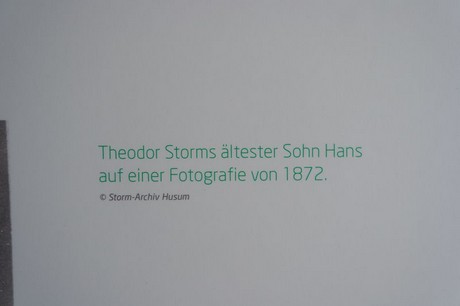 Theodor Storms ältester Sohn Hans
auf einer Fotografie von 1872.
© Storm-Archiv Husum